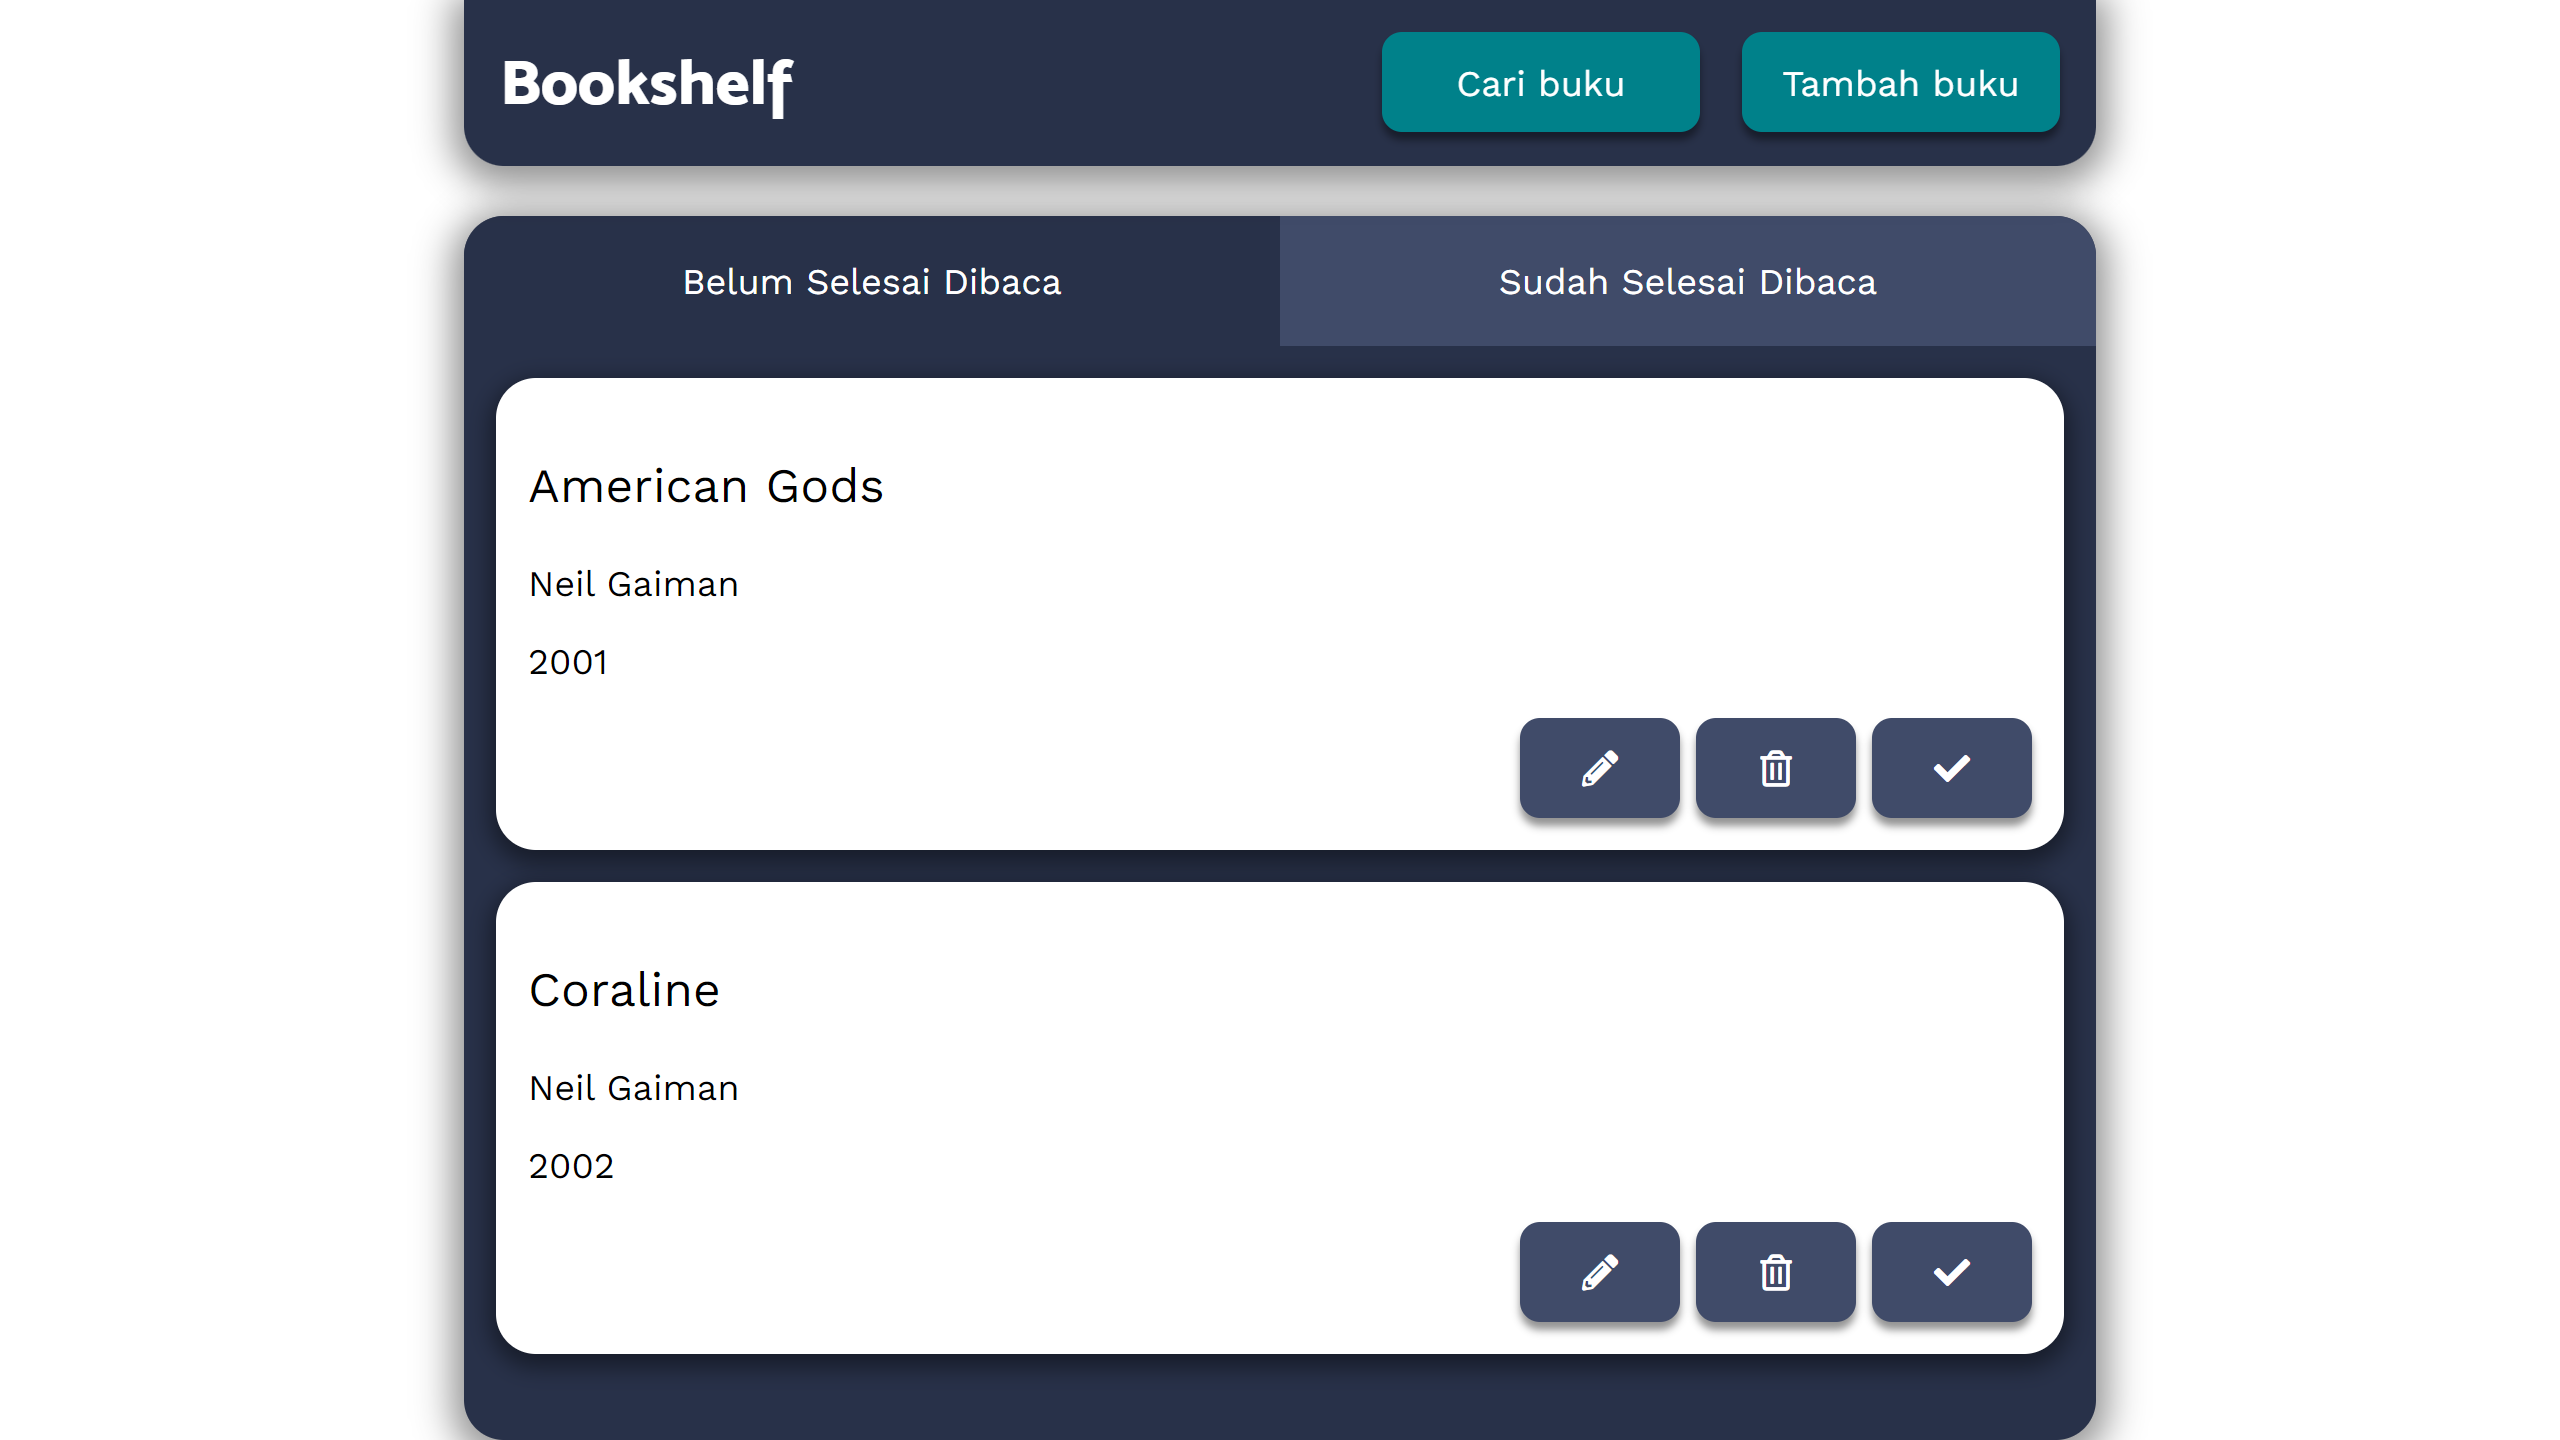 Bookshelf
Cari buku
Tambah buku
Belum Selesai Dibaca
Sudah Selesai Dibaca
American Gods
Neil Gaiman
2001
Coraline
Neil Gaiman
2002